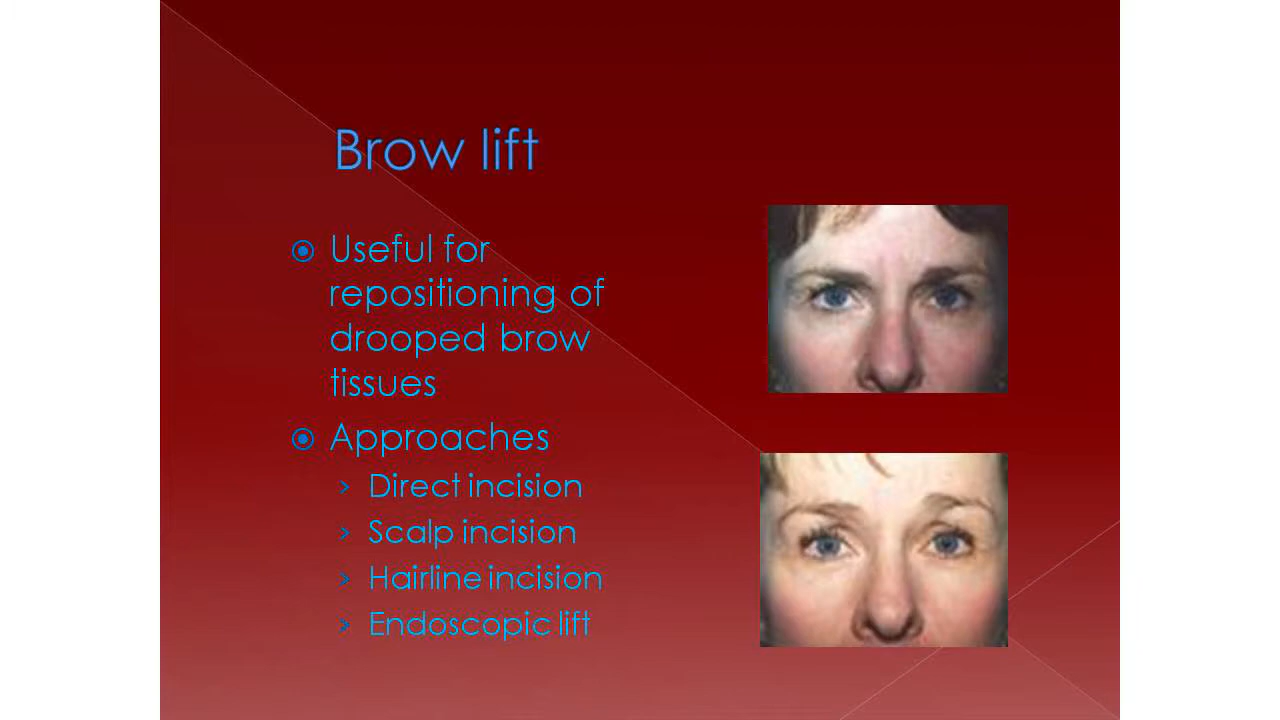 Brow lift
Useful for
repositioning of
drooped brow
tissues
Approaches
Direct incision
Scalp incision
Hairline incision
Endoscopic lift